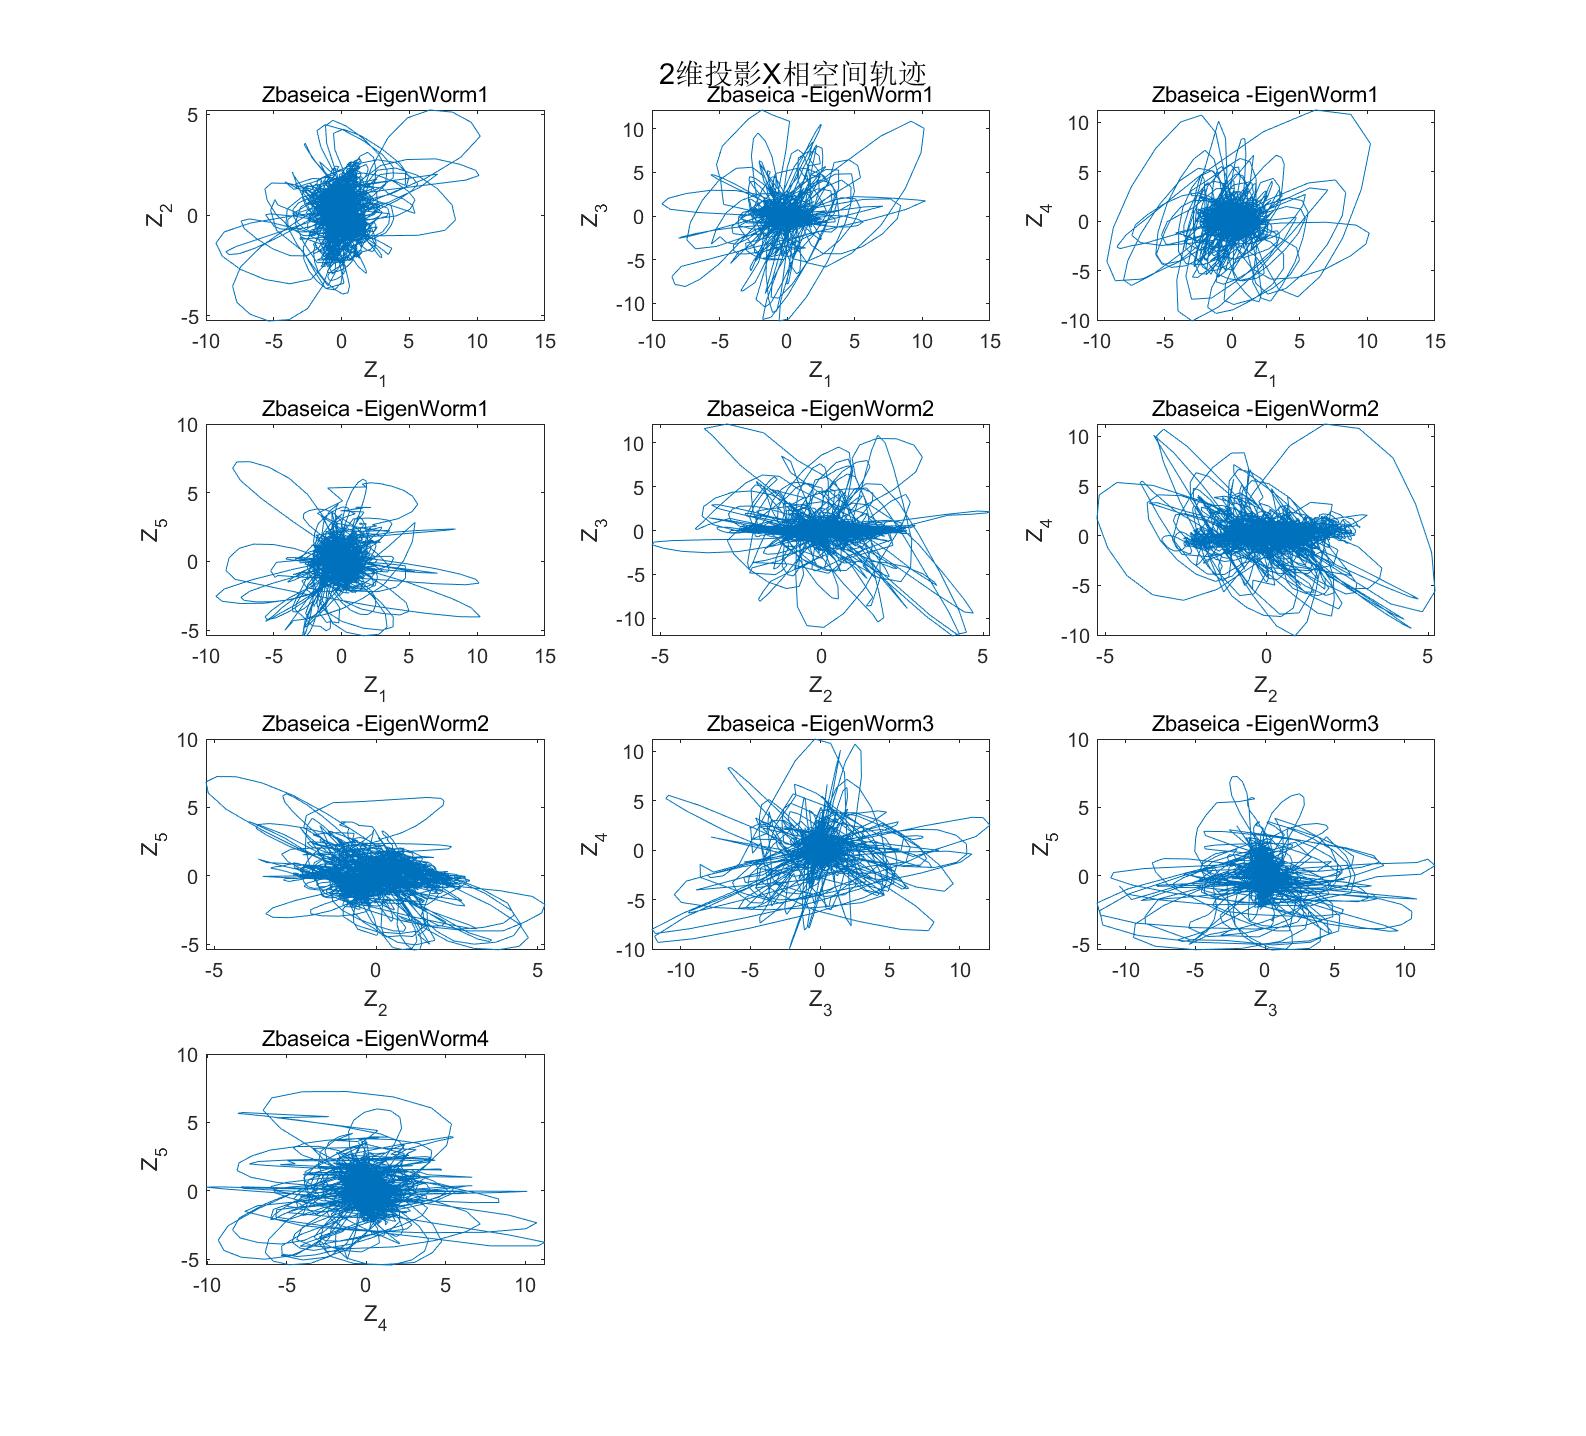 2维投影X相空间轨迹
Zbaseica -EigenWorm1
Zbaseica -EigenWorm1
Zbaseica -EigenWorm1
5
0
-5
Z2
-10 -5 0 5 10 15
Z1
10
5
0
-5
-10
Z3
-10 -5 0 5 10 15
Z1
10
5
0
-5
-10
Z4
-10 -5 0 5 10 15
Z1
Zbaseica -EigenWorm1
Zbaseica -EigenWorm2
Zbaseica -EigenWorm2
10
5
0
-5
Z5
-10 -5 0 5 10 15
Z1
10
5
0
-5
-10
Z3
-5 0 5
Z2
10
5
0
-5
-10
Z4
-5 0 5
Z2
Zbaseica -EigenWorm2
Zbaseica -EigenWorm3
Zbaseica -EigenWorm3
10
5
0
-5
Z5
-5 0 5
Z2
10
5
0
-5
-10
Z4
-10 -5 0 5 10
Z3
10
5
0
-5
Z5
-10 -5 0 5 10
Z3
Zbaseica -EigenWorm4
10
5
0
-5
Z5
-10 -5 0 5 10
Z4